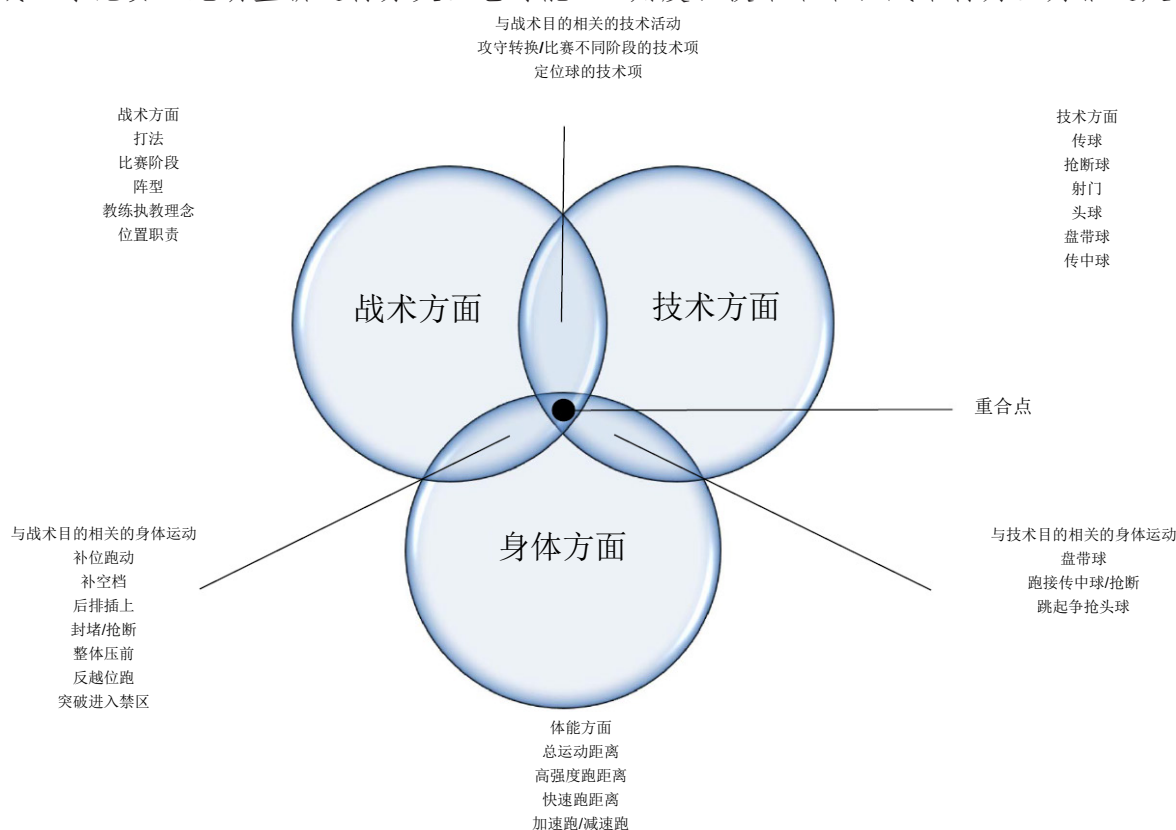 与战术目的相关的技术活动
攻守转换/比赛不同阶段的技术项
定位球的技术项
战术方面
打法
比赛阶段
阵型
教练执教理念
位置职责
技术方面
传球
抢断球
射门
头球
盘带球
传中球
战术方面
技术方面
重合点
身体方面
与战术目的相关的身体运动
补位跑动
补空档
后排插上
封堵/抢断
整体压前
反越位跑
突破进入禁区
与技术目的相关的身体运动
盘带球
跑接传中球/抢断
跳起争抢头球
体能方面
总运动距离
高强度跑距离
快速跑距离
加速跑/减速跑